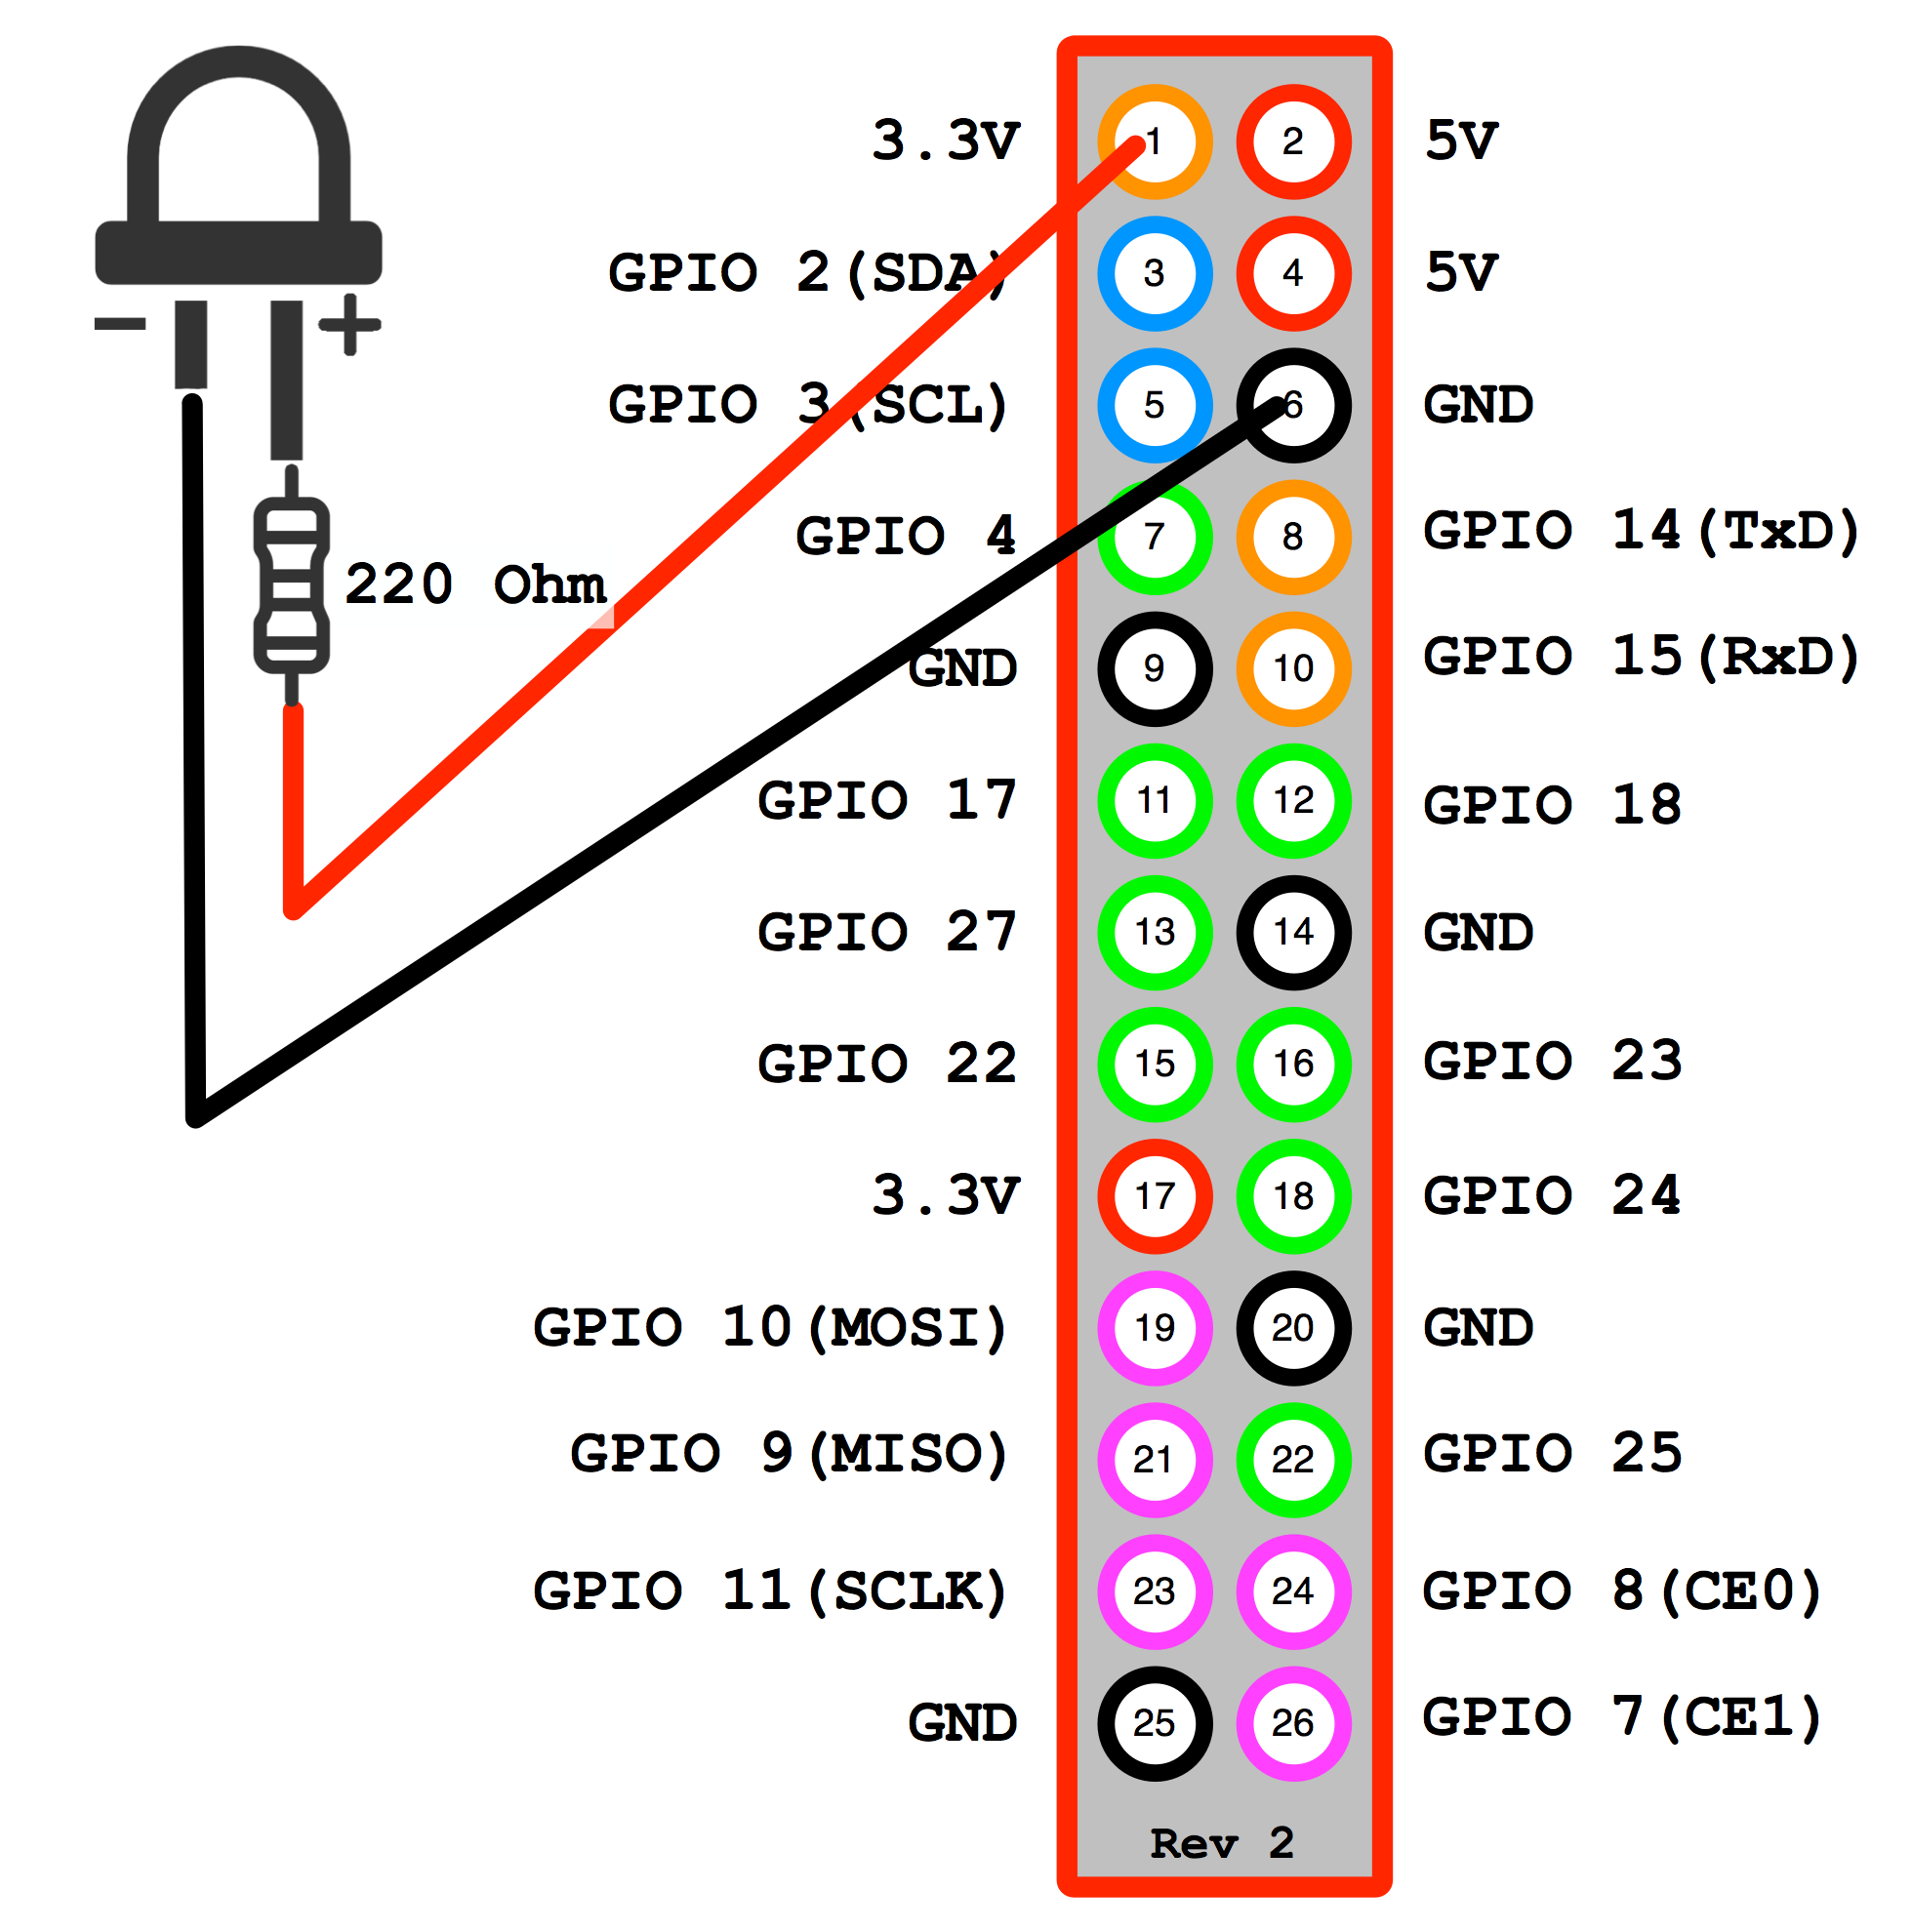 3.3V 1 2 5V
GPIO 2(SDA) 3 4 5V
GPIO 3(SCL) 5 6 GND
GPIO 4 7 8 GPIO 14(TxD)
220 Ohm
GND 9 10 GPIO 15(RxD)
GPIO 17 11 12 GPIO 18
GPIO 27 13 14 GND
GPIO 22 15 16 GPIO 23
3.3V 17 18 GPIO 24
GPIO 10(MOSI) 19 20 GND
GPIO 9(MISO) 21 22 GPIO 25
GPIO 11(SCLK) 23 24 GPIO 8(CE0)
GND 25 26 GPIO 7(CE1)
Rev 2